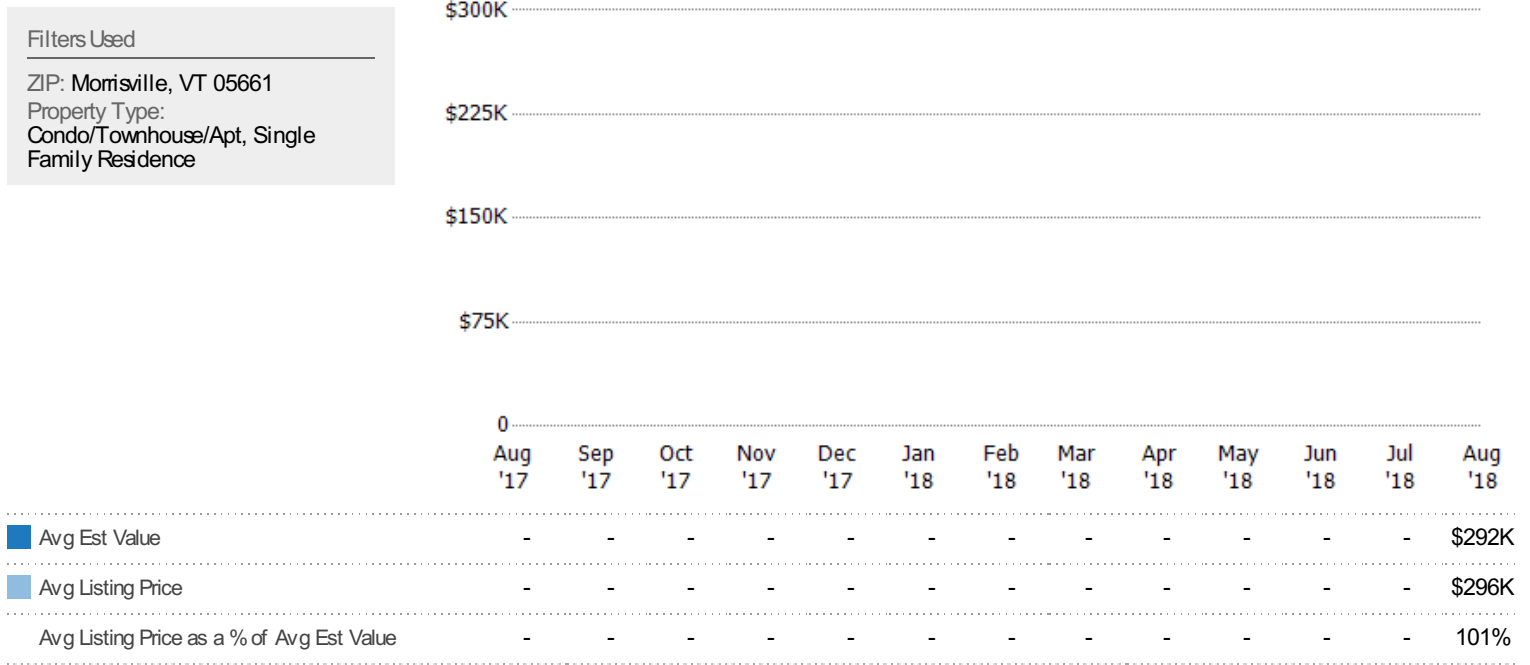 Filters Used
ZIP: Morrisville, VT 05661
Property Type:
Condo/Townhouse/Apt, Single
Family Residence
$300K
$225K
$150K
$75K
0
Aug Sep Oct Nov Dec Jan Feb Mar Apr May Jun Jul Aug
'17 '17 '17 '17 '17 '18 '18 '18 '18 '18 '18 '18 '18
Avg Est Value - - - - - - - - - - - - $292K
Avg Listing Price - - - - - - - - - - - - $296K
Avg Listing Price as a % of Avg Est Value - - - - - - - - - - - - 101%